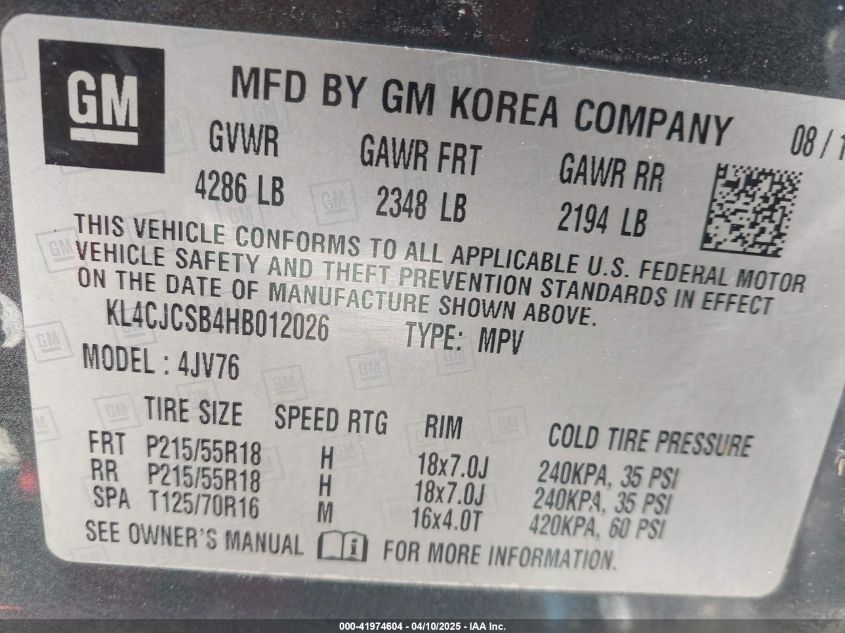 GM
MFD BY GM KOREA COMPANY
08 / 1
GVWR GAWR FRT GAWR RR
4286 LB 2348 LB 2194 LB
THIS VEHICLE CONFORMS TO ALL APPLICABLE U.S. FEDERAL MOTOR
VEHICLE SAFETY AND THEFT PREVENTION STANDARDS IN EFFECT
ON THE DATE OF MANUFACTURE SHOWN ABOVE.
KL4CJCSB4HB012026 TYPE: MPV
MODEL : 4JV76
TIRE SIZE SPEED RTG RIM COLD TIRE PRESSURE
FRT P215/55R18 H 18x7.0J 240KPA, 35 PSI
RR P215/55R18 H 18x7.0J 240KPA, 35 PSI
SPA T125/70R16 M 16x4.0T 420KPA, 60 PSI
SEE OWNER'S MANUAL i FOR MORE INFORMATION.
000-41974604 - 04/10/2025 - IAA Inc.